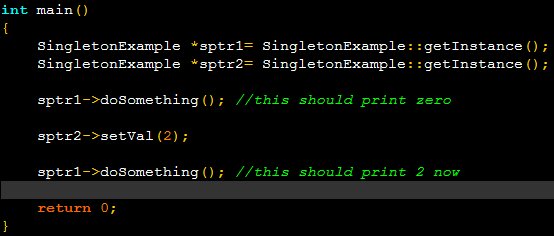 int main()
{
SingletonExample *sptr1= SingletonExample::getInstance();
SingletonExample *sptr2= SingletonExample::getInstance();
sptr1->doSomething(); //this should print zero
sptr2->setVal(2);
sptr1->doSomething(); //this should print 2 now
return 0;
}